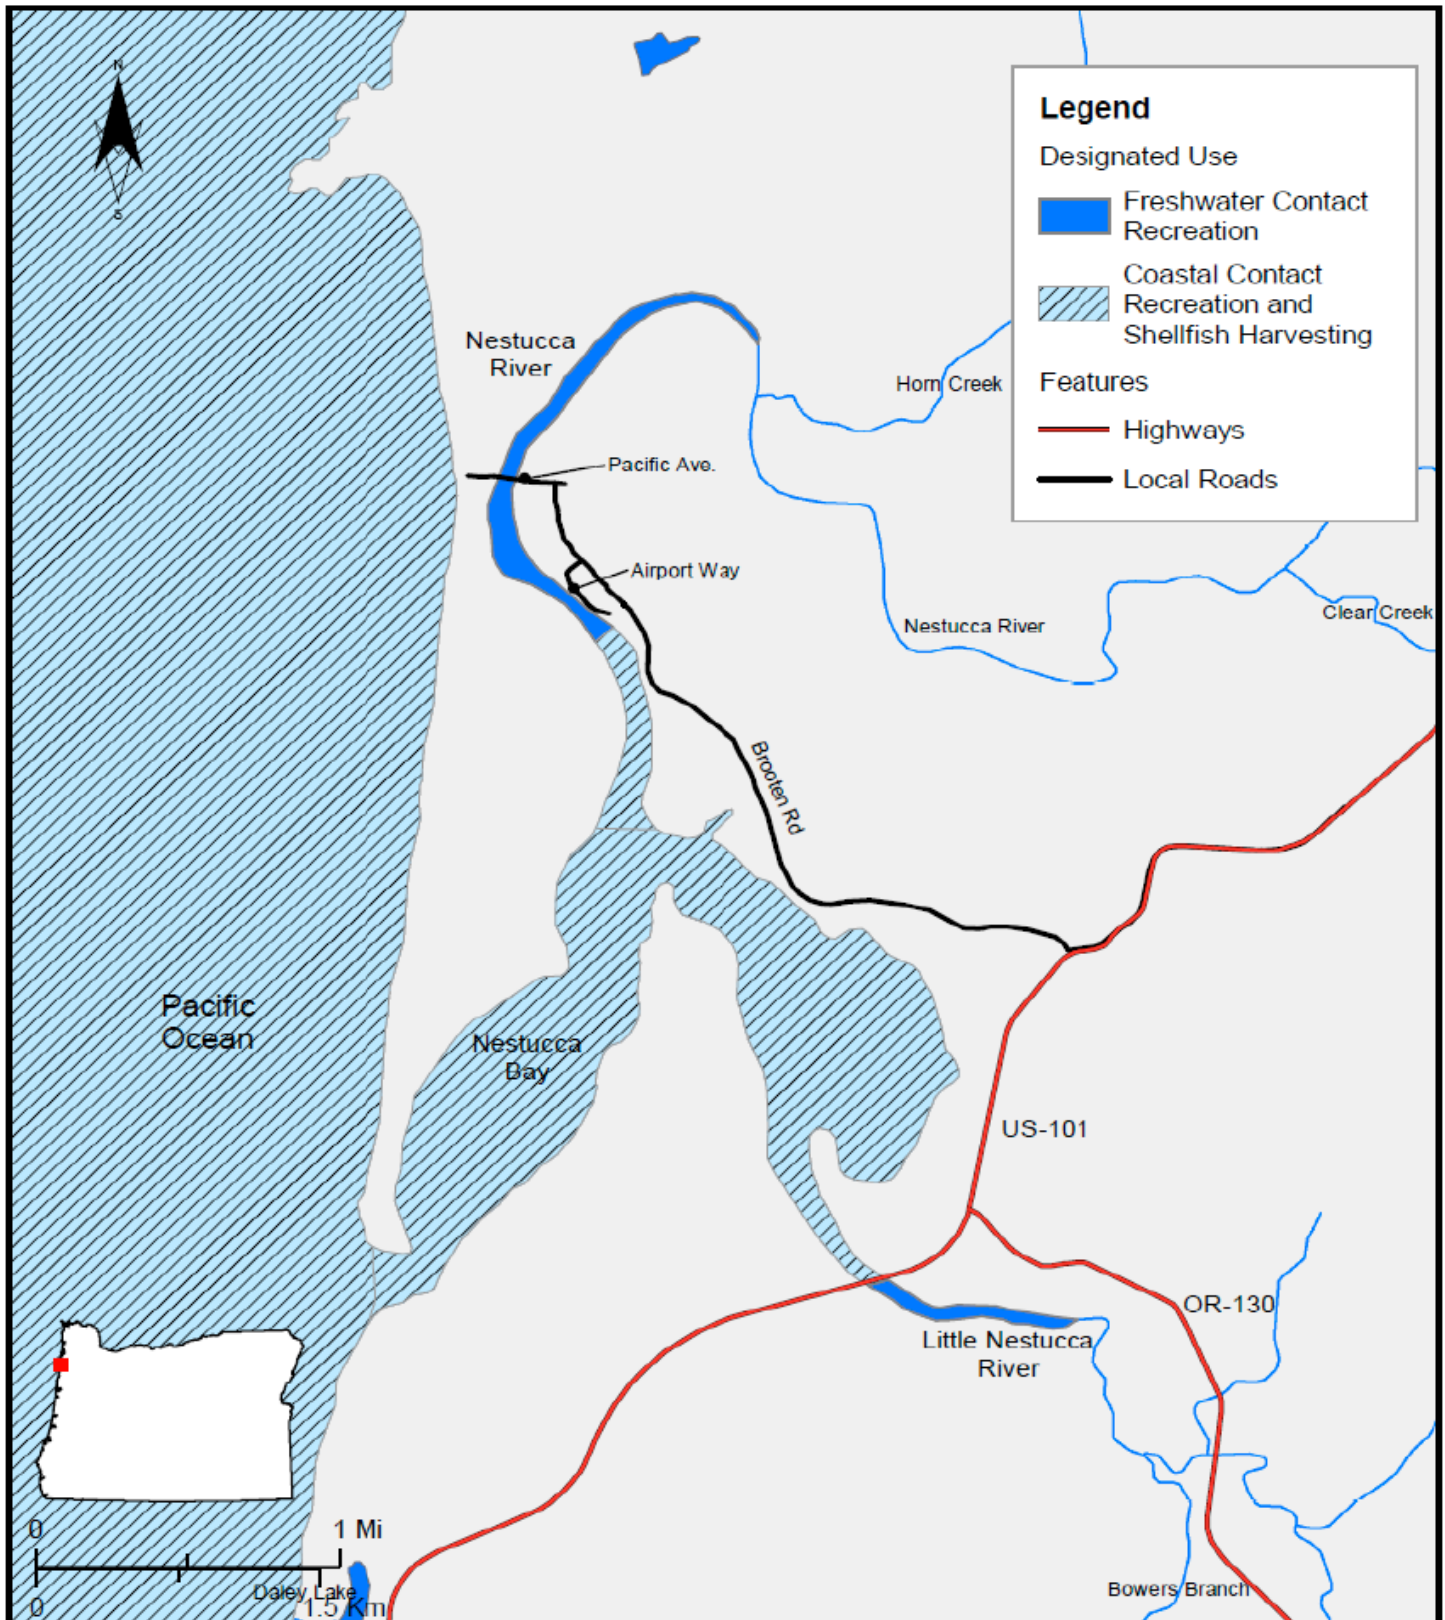 N
S
Legend
Designated Use
Freshwater Contact
Recreation
Coastal Contact
Recreation and
Shellfish Harvesting
Features
Highways
Local Roads
Nestucca
River
Horn Creek
Pacific Ave.
Airport Way
Nestucca River
Clear Creek
Brooten Rd
Pacific
Ocean
Nestucca
Bay
US-101
OR-130
Little Nestucca
River
0
1 Mi
Daley Lake
0
1.5 Km
Bowers Branch